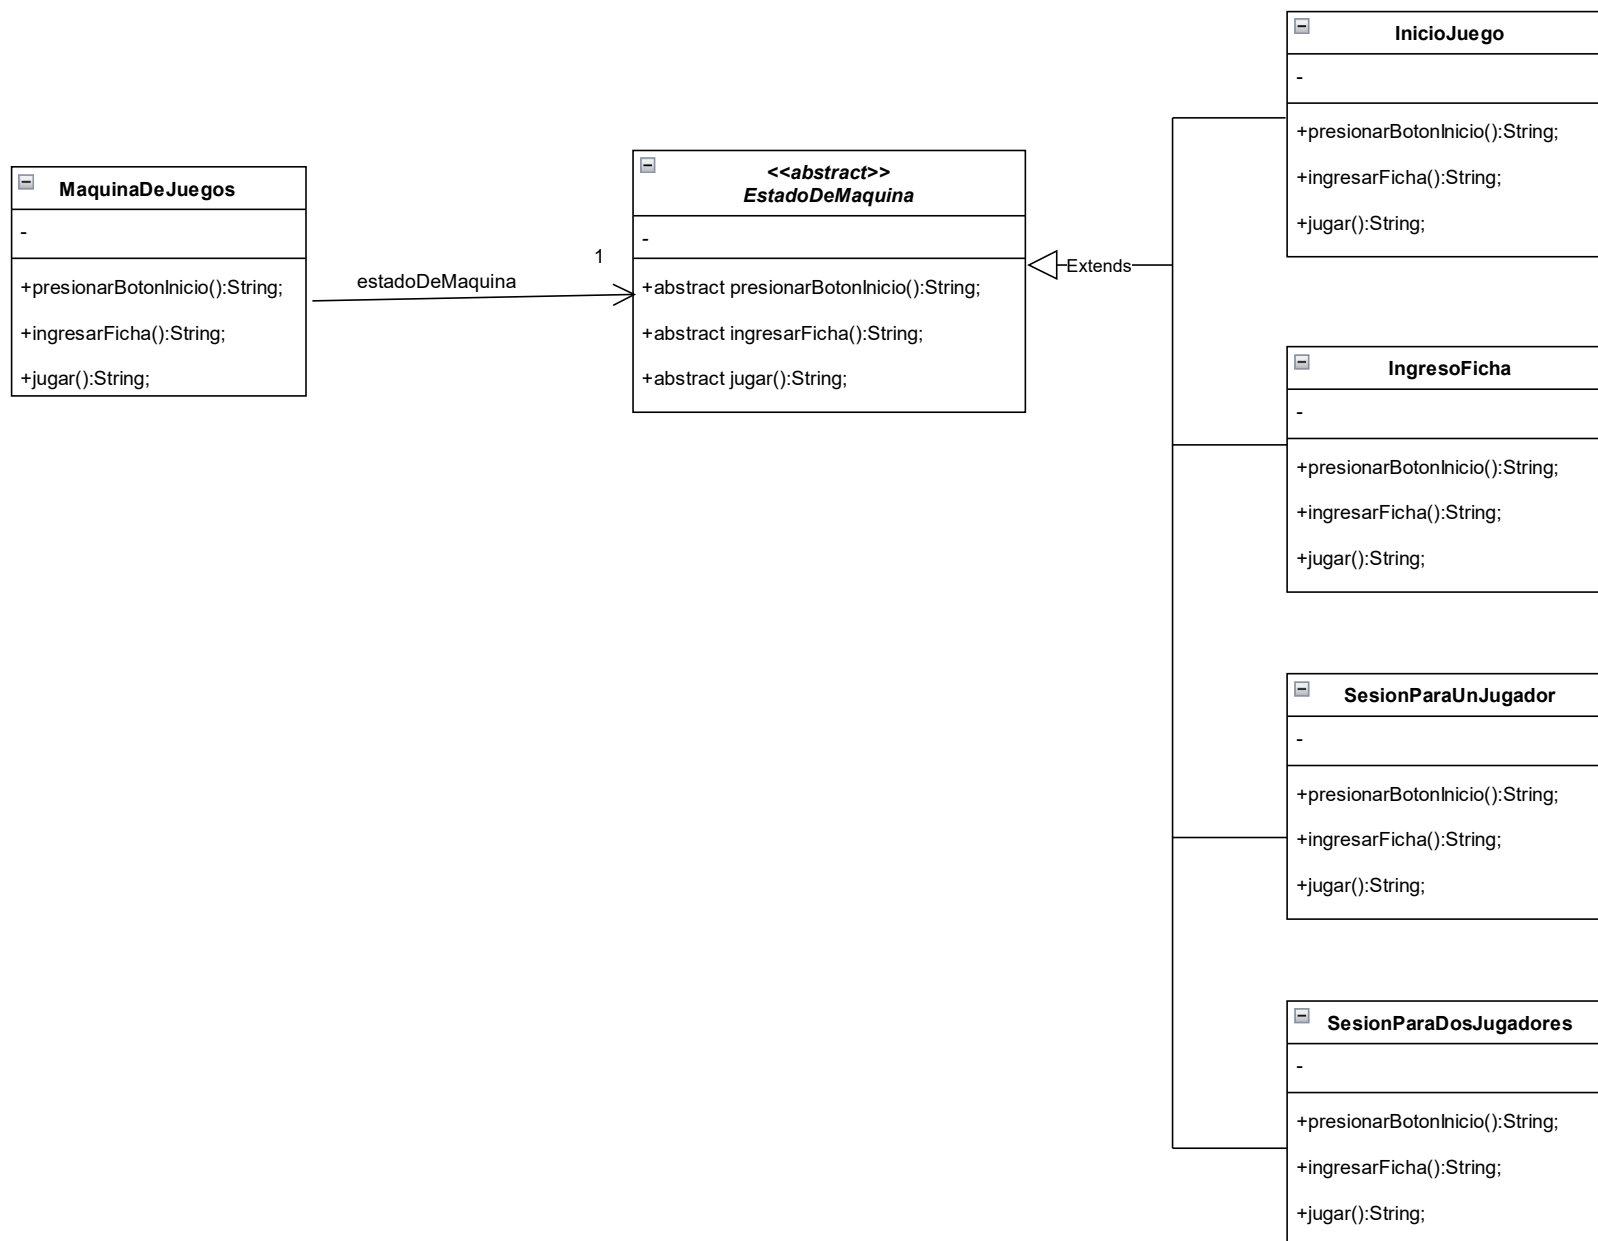 MaquinaDeJuegos
-
+presionarBotonInicio():String;
+ingresarFicha():String;
+jugar():String;
estadoDeMaquina
1
<<abstract>>
EstadoDeMaquina
-
+abstract presionarBotonInicio():String;
+abstract ingresarFicha():String;
+abstract jugar():String;
Extends
InicioJuego
-
+presionarBotonInicio():String;
+ingresarFicha():String;
+jugar():String;
IngresoFicha
-
+presionarBotonInicio():String;
+ingresarFicha():String;
+jugar():String;
SesionParaUnJugador
-
+presionarBotonInicio():String;
+ingresarFicha():String;
+jugar():String;
SesionParaDosJugadores
-
+presionarBotonInicio():String;
+ingresarFicha():String;
+jugar():String;